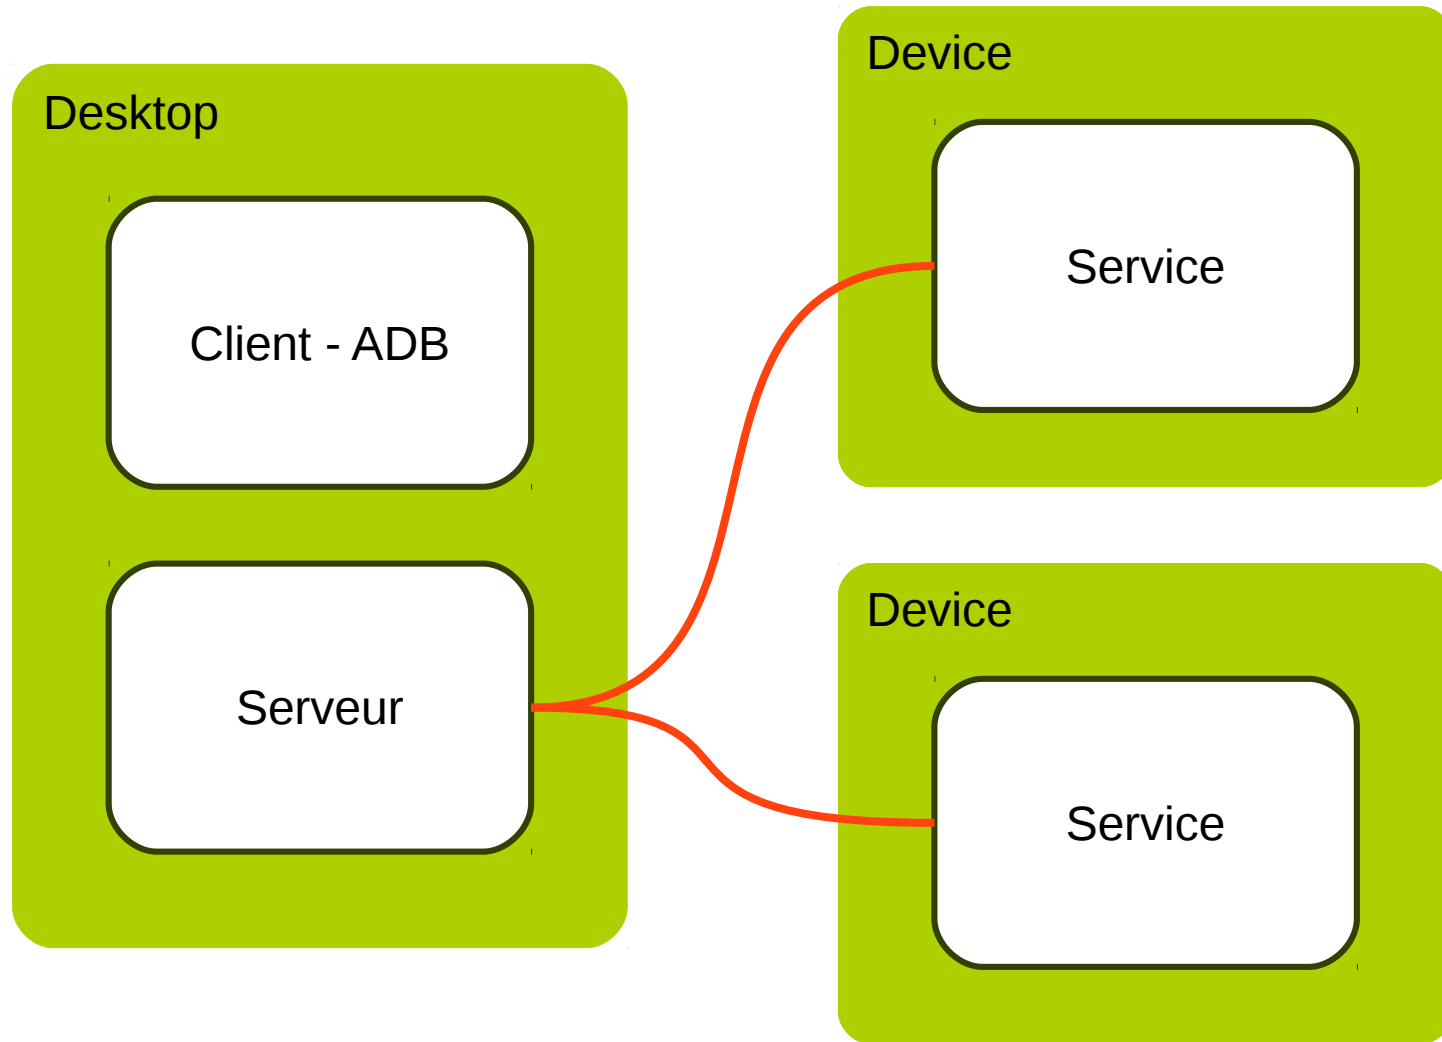 Desktop
Client - ADB
Serveur
Device
Service
Device
Service